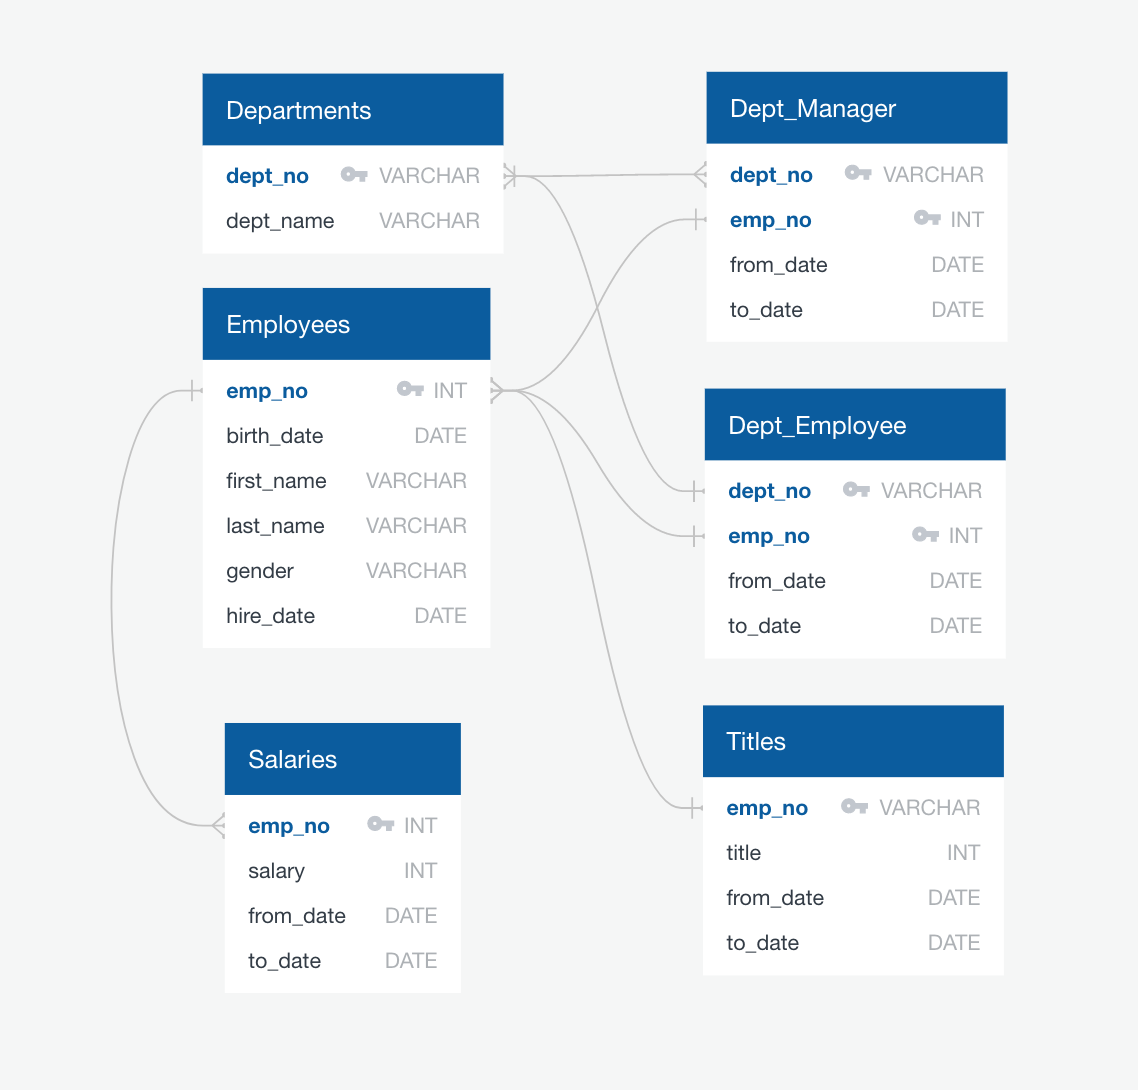 Departments
dept_no VARCHAR
dept_name VARCHAR
Employees
emp_no INT
birth_date DATE
first_name VARCHAR
last_name VARCHAR
gender VARCHAR
hire_date DATE
Salaries
emp_no INT
salary INT
from_date DATE
to_date DATE
Dept_Manager
dept_no VARCHAR
emp_no INT
from_date DATE
to_date DATE
Dept_Employee
dept_no VARCHAR
emp_no INT
from_date DATE
to_date DATE
Titles
emp_no VARCHAR
title INT
from_date DATE
to_date DATE